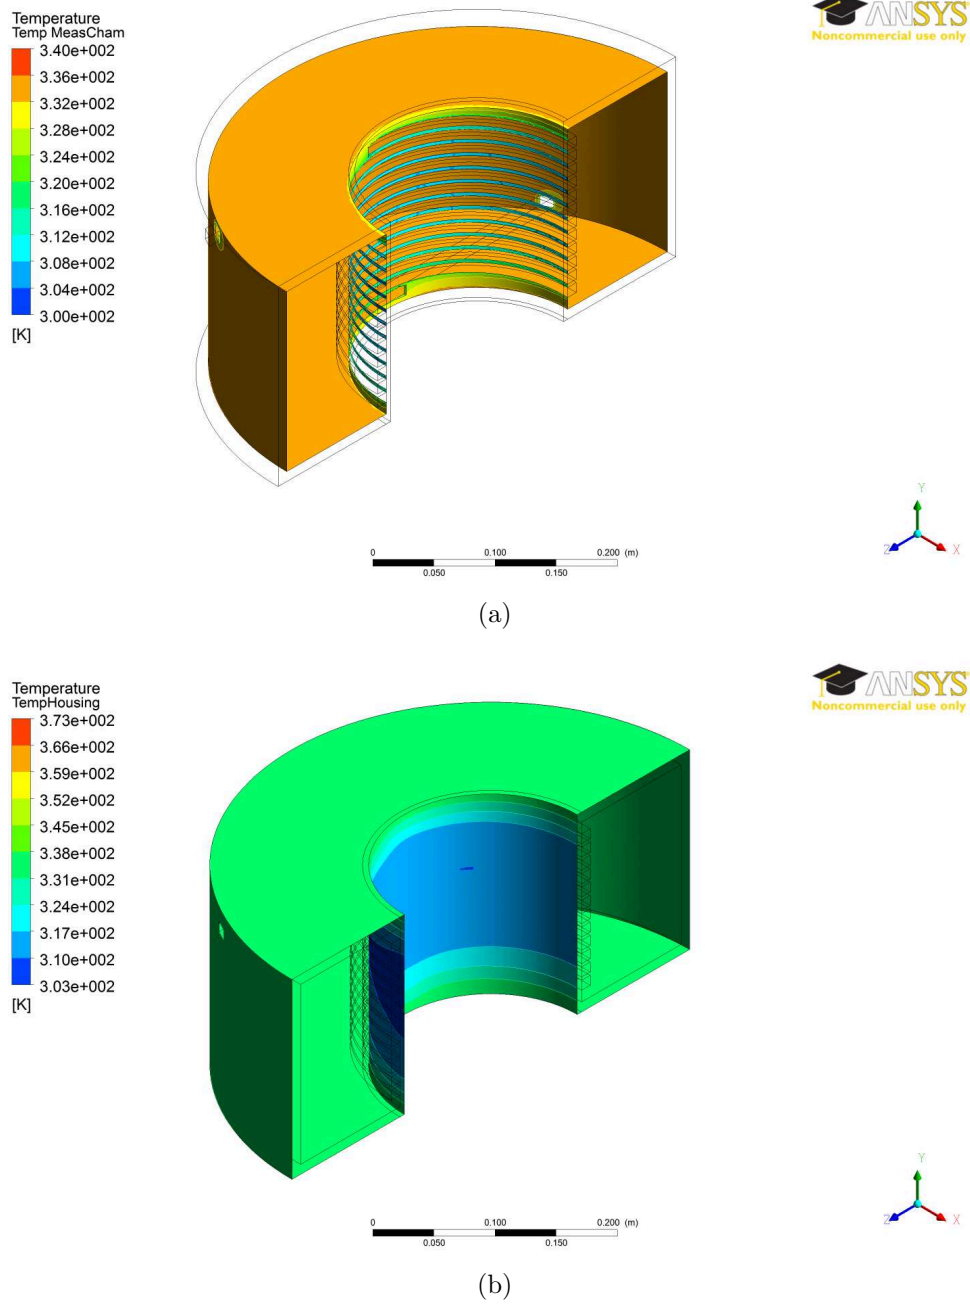 Temperature
Temp MeasCham
ANSYS
Noncommercial use only
3.40e+002
3.36e+002
3.32e+002
3.28e+002
3.24e+002
3.20e+002
3.16e+002
3.12e+002
3.08e+002
3.04e+002
3.00e+002
[K]
Y
Z X
0 0.100 0.200 (m)
0.050 0.150
(a)
Temperature
TempHousing
ANSYS
Noncommercial use only
3.73e+002
3.66e+002
3.59e+002
3.52e+002
3.45e+002
3.38e+002
3.31e+002
3.24e+002
3.17e+002
3.10e+002
3.03e+002
[K]
Y
Z X
0 0.100 0.200 (m)
0.050 0.150
(b)